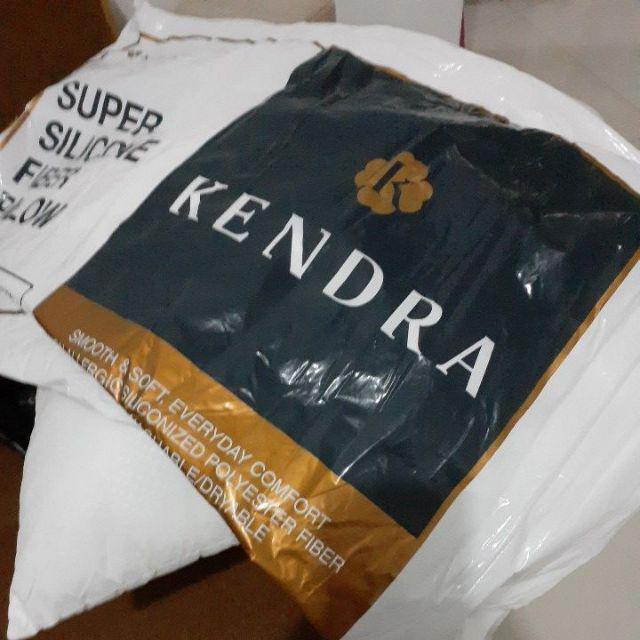 SUPER
SILICONE
KENDRA
SMOOTH & SOFT, EVERYDAY COMFORT
SILICONIZED POLYESTER FIBER